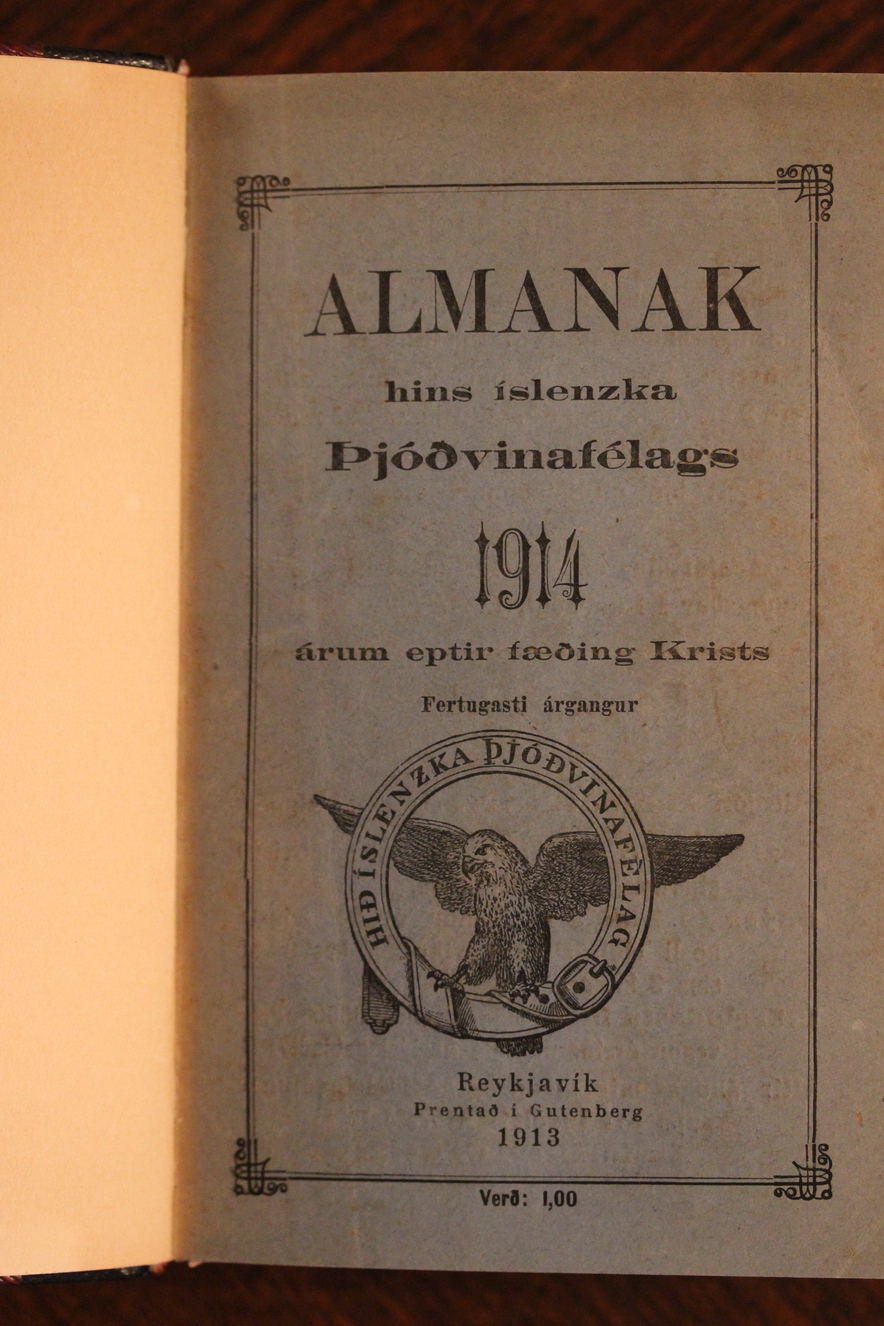 ALMANAK
hins íslenzka
Þjóðvinafélags
1914
árum eptir fæðing Krists
Fertugasti árgangur
HIÐ ÍSLENZKA ÞJÓÐVINAFÈLAG
Reykjavík
Prentað í Gutenberg
1913
Verð: 1,00